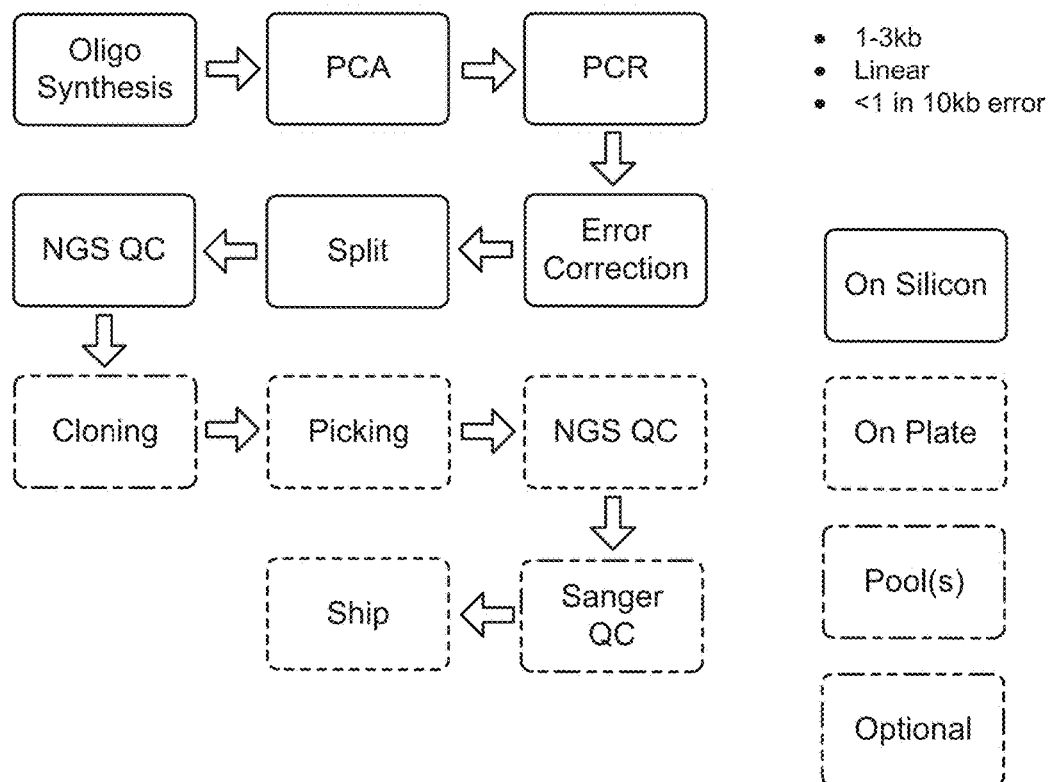 Oligo
Synthesis
PCA
PCR
1-3kb
Linear
<1 in 10kb error
NGS QC
Split
Error
Correction
On Silicon
Cloning
Picking
NGS QC
On Plate
Ship
Sanger
QC
Pool(s)
Optional